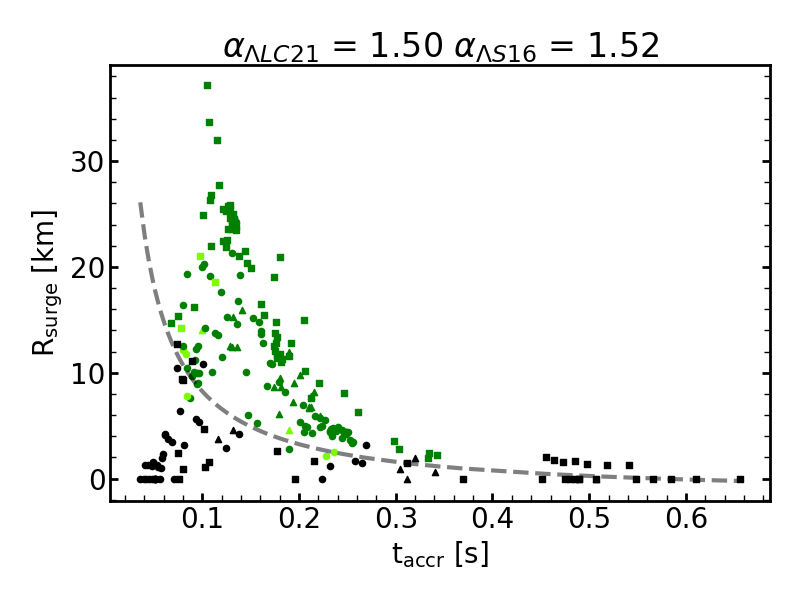 α_ΛLC21 = 1.50 α_ΛS16 = 1.52
30
20
10
0
R_surge [km]
0.1 0.2 0.3 0.4 0.5 0.6
t_accr [s]